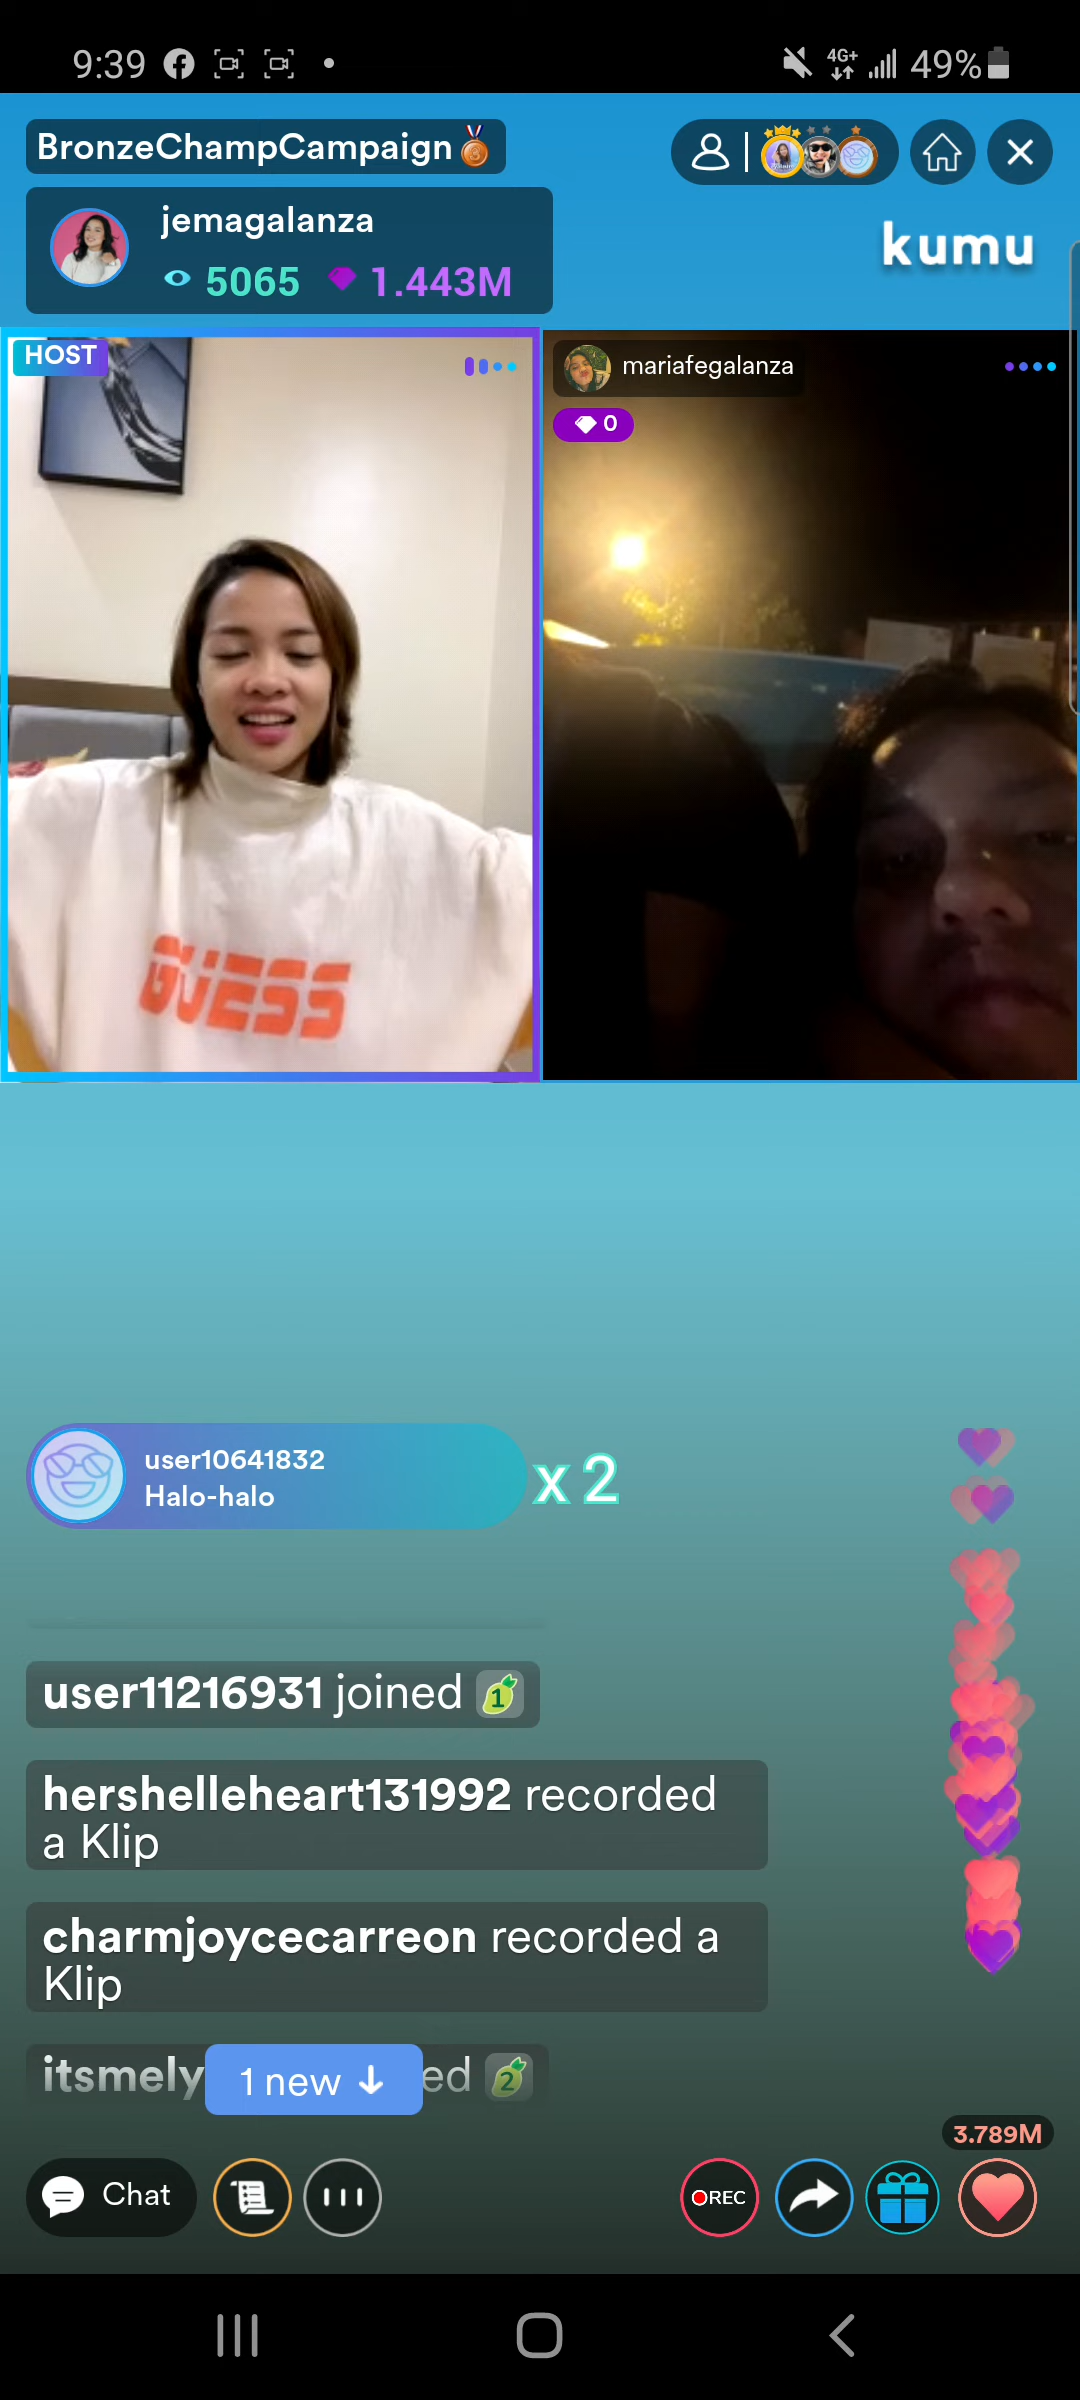 9:39
4G+
49%
BronzeChampCampaign
jemagalanza
5065 1.443M
kumu
HOST
mariafegalanza
0
GUESS
user10641832
Halo-halo
x 2
user11216931 joined 1
hershelleheart131992 recorded
a Klip
charmjoycecarreon recorded a
Klip
itsmely
1 new
ed 2
3.789M
Chat
REC